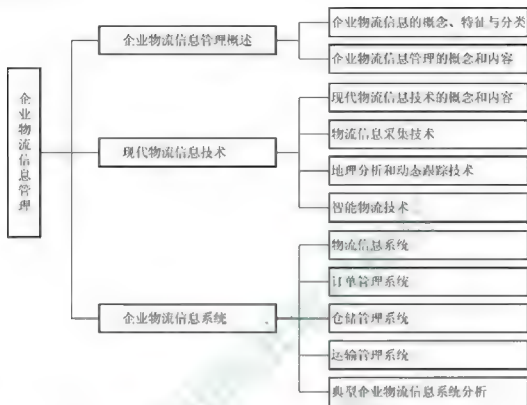 企业物流信息管理
企业物流信息管理概述
企业物流信息的概念、特征与分类
企业物流信息管理的概念和内容
现代物流信息技术
现代物流信息技术的概念和内容
物流信息采集技术
地理分析和动态跟踪技术
智能物流技术
企业物流信息系统
物流信息系统
订单管理系统
仓储管理系统
运输管理系统
典型企业物流信息系统分析